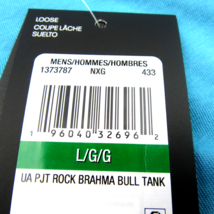 LOOSE
COUPE LÂCHE
SUELTO
MENS/HOMMES/HOMBRES
1373787 NXG 433
1 96040 32696 2
L/G/G
UA PJT ROCK BRAHMA BULL TANK